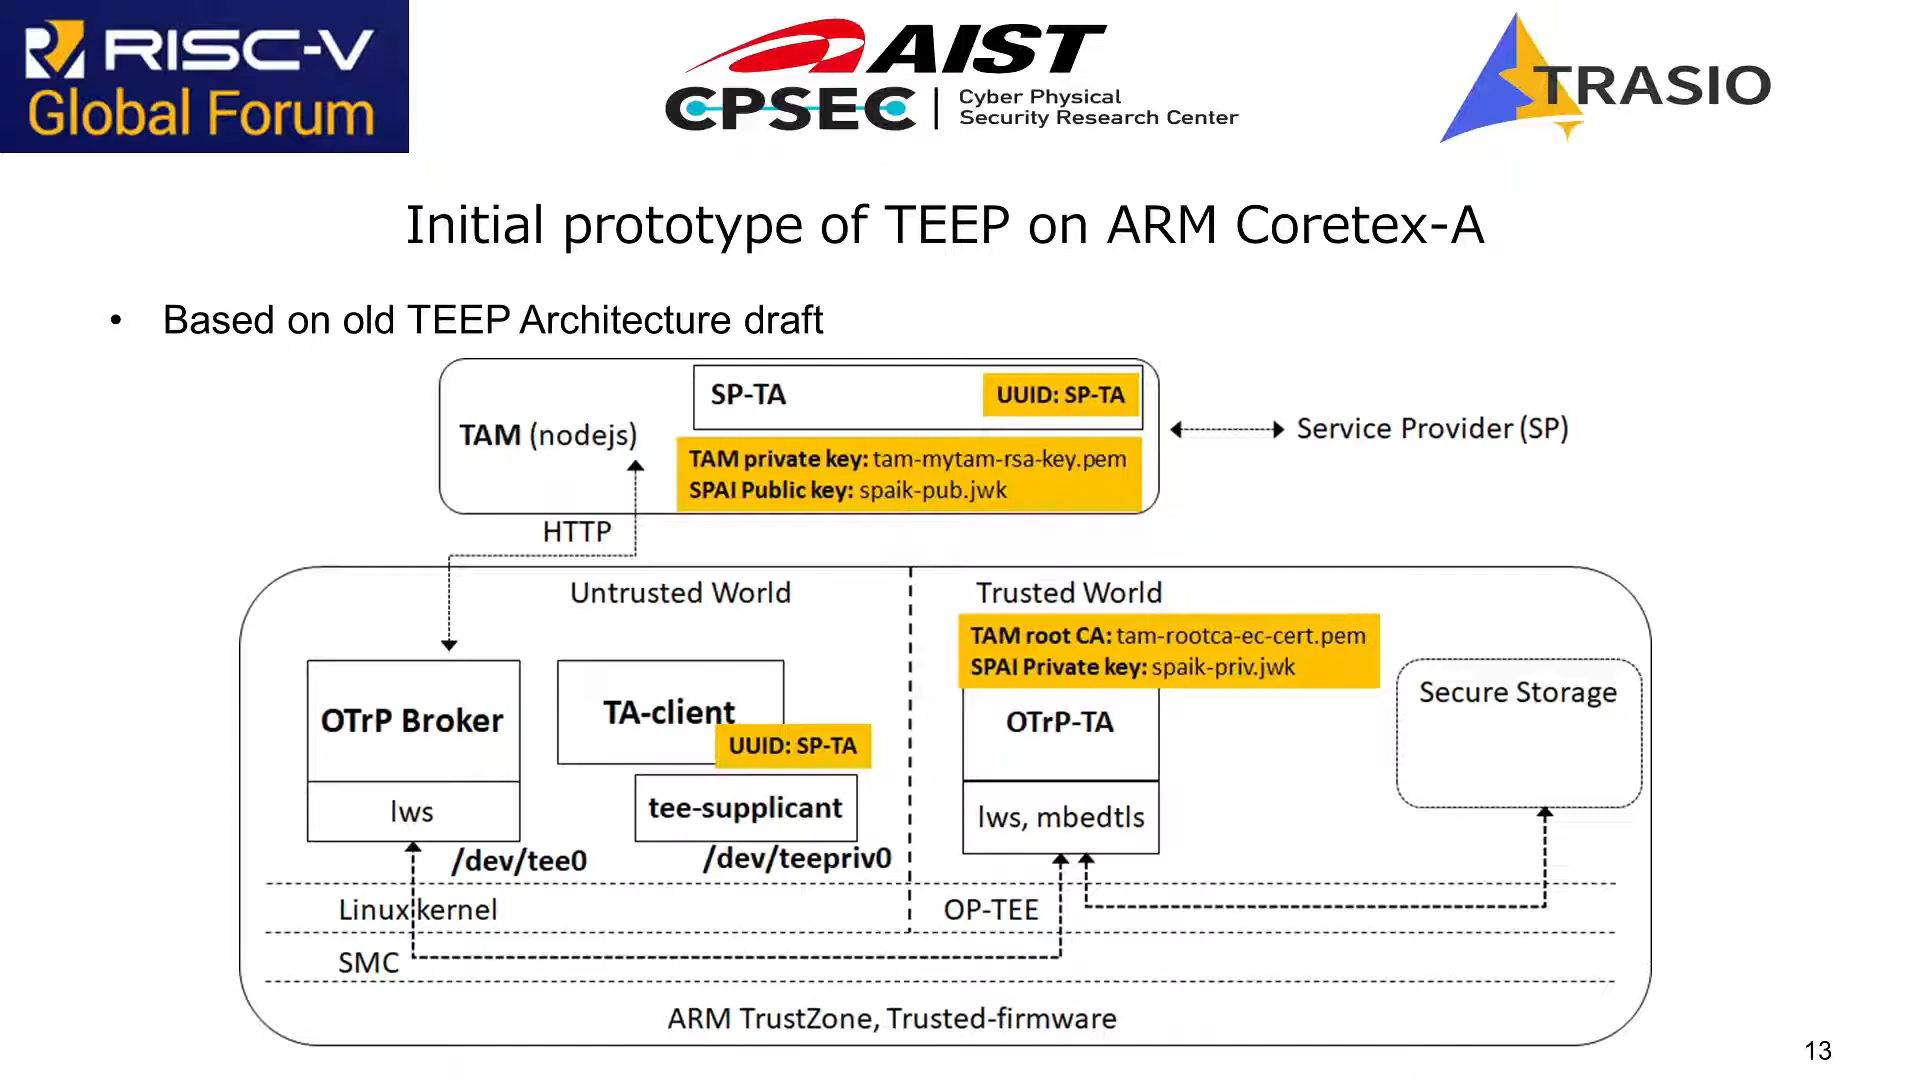 RISC-V
Global Forum
AIST
CPSEC
Cyber Physical
Security Research Center
TRASIO
Initial prototype of TEEP on ARM Coretex-A
• Based on old TEEP Architecture draft
SP-TA
UUID: SP-TA
TAM (nodejs)
TAM private key: tam-mytam-rsa-key.pem
SPAI Public key: spaik-pub.jwk
Service Provider (SP)
HTTP
Untrusted World
Trusted World
TAM root CA: tam-rootca-ec-cert.pem
SPAI Private key: spaik-priv.jwk
OTrP Broker
lws
TA-client
UUID: SP-TA
tee-supplicant
OTrP-TA
lws, mbedtls
Secure Storage
/dev/tee0
/dev/teepriv0
Linux kernel
OP-TEE
SMC
ARM TrustZone, Trusted-firmware
13